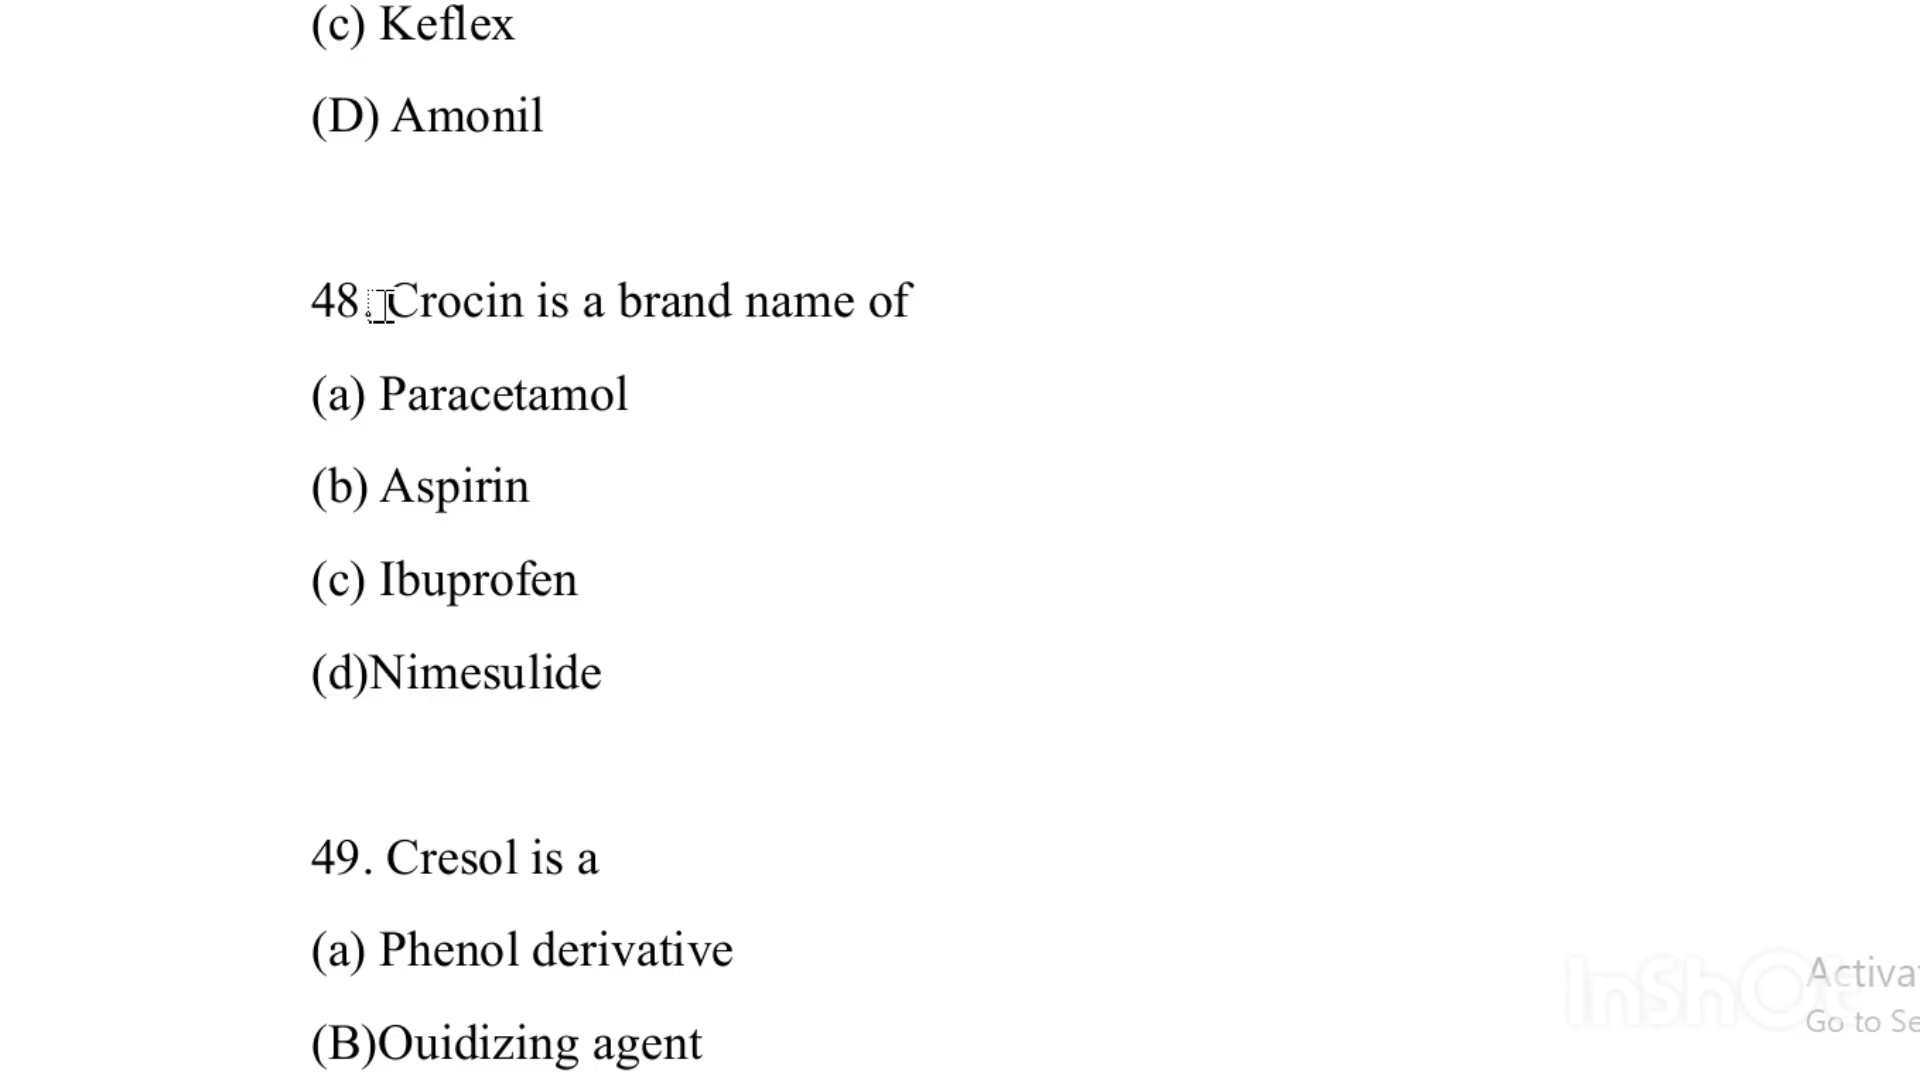 (c) Keflex
(D) Amonil
48. Crocin is a brand name of
(a) Paracetamol
(b) Aspirin
(c) Ibuprofen
(d)Nimesulide
49. Cresol is a
(a) Phenol derivative
(B)Ouidizing agent
InShOt
Activa
Go to Se